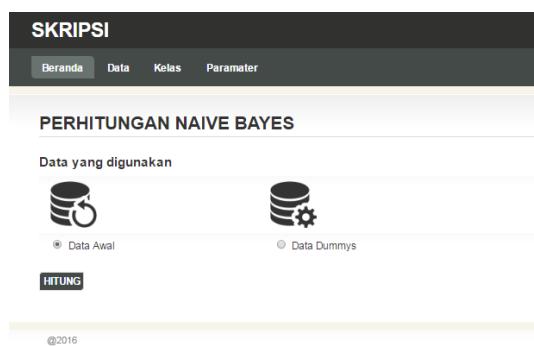 SKRIPSI
Beranda Data Kelas Paramater
PERHITUNGAN NAIVE BAYES
Data yang digunakan
Data Awal Data Dummys
HITUNG
@2016